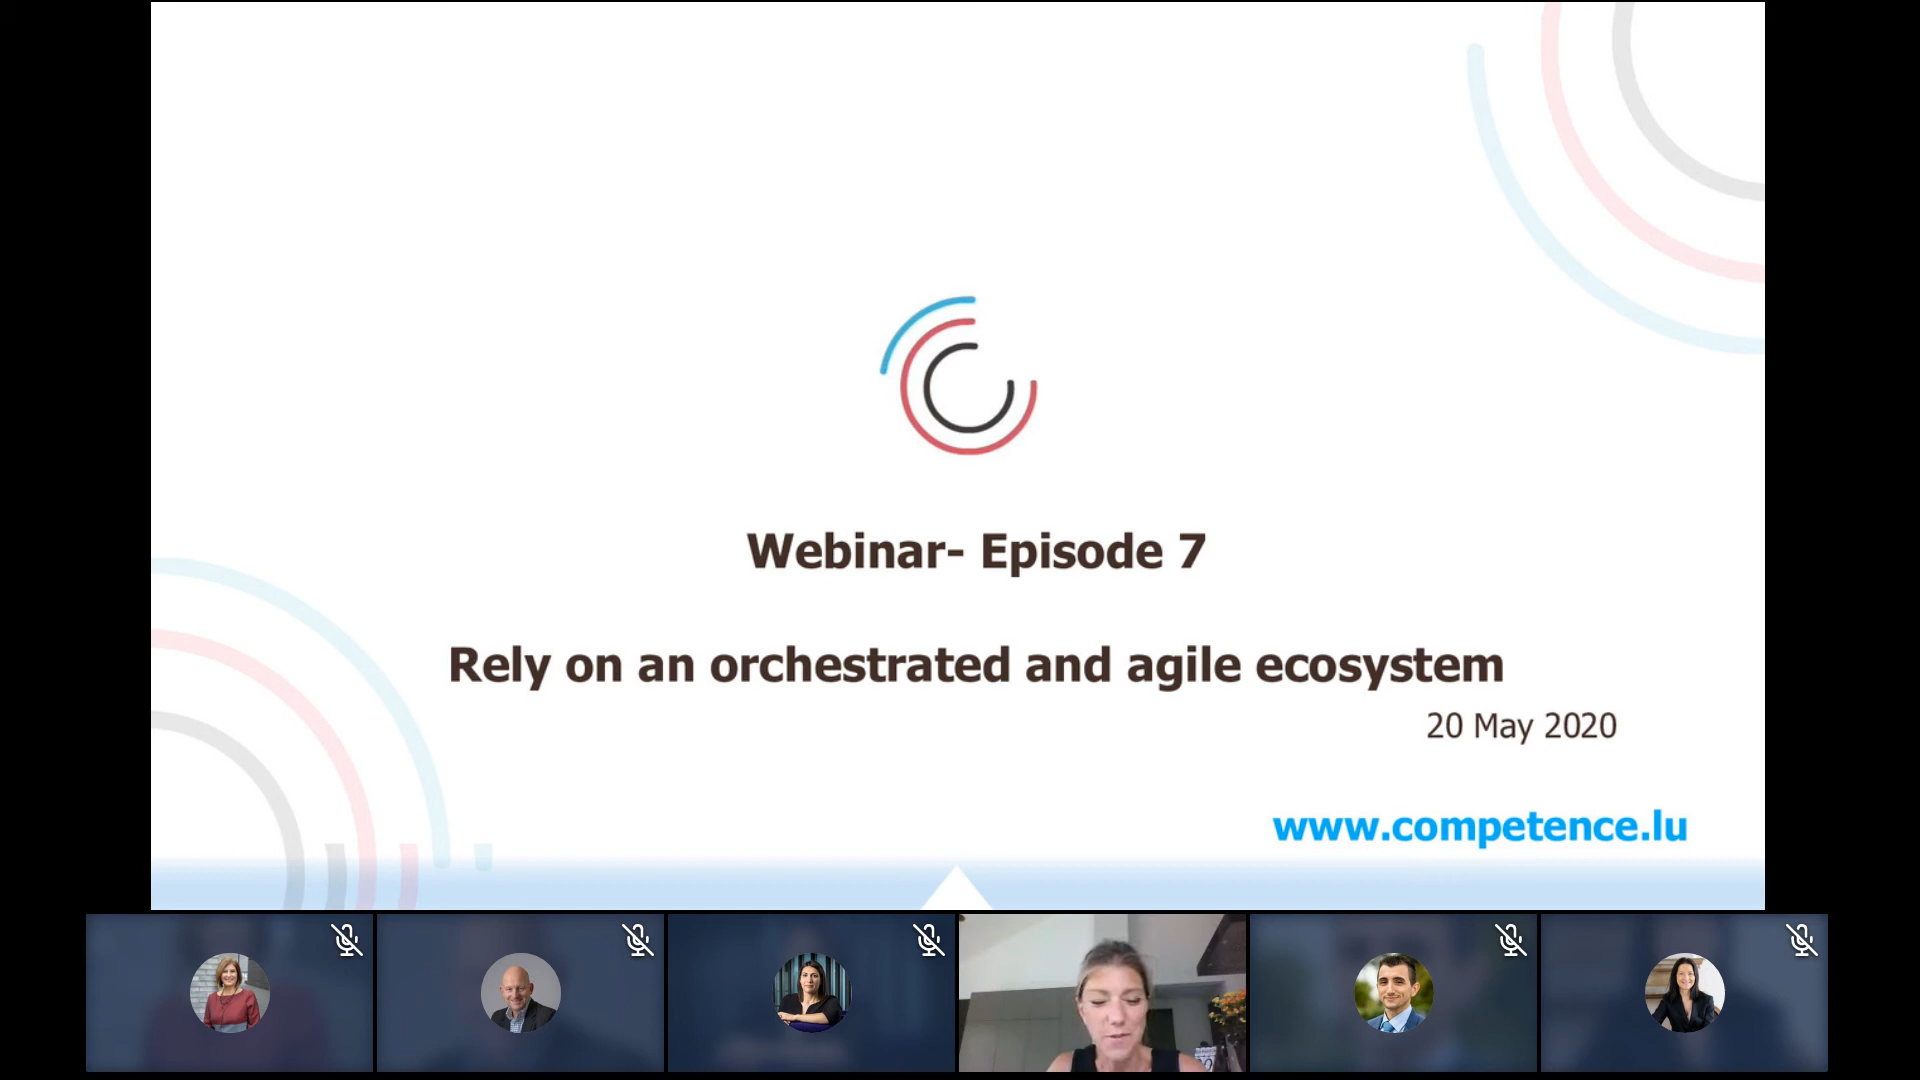 Webinar- Episode 7
Rely on an orchestrated and agile ecosystem
20 May 2020
www.competence.lu